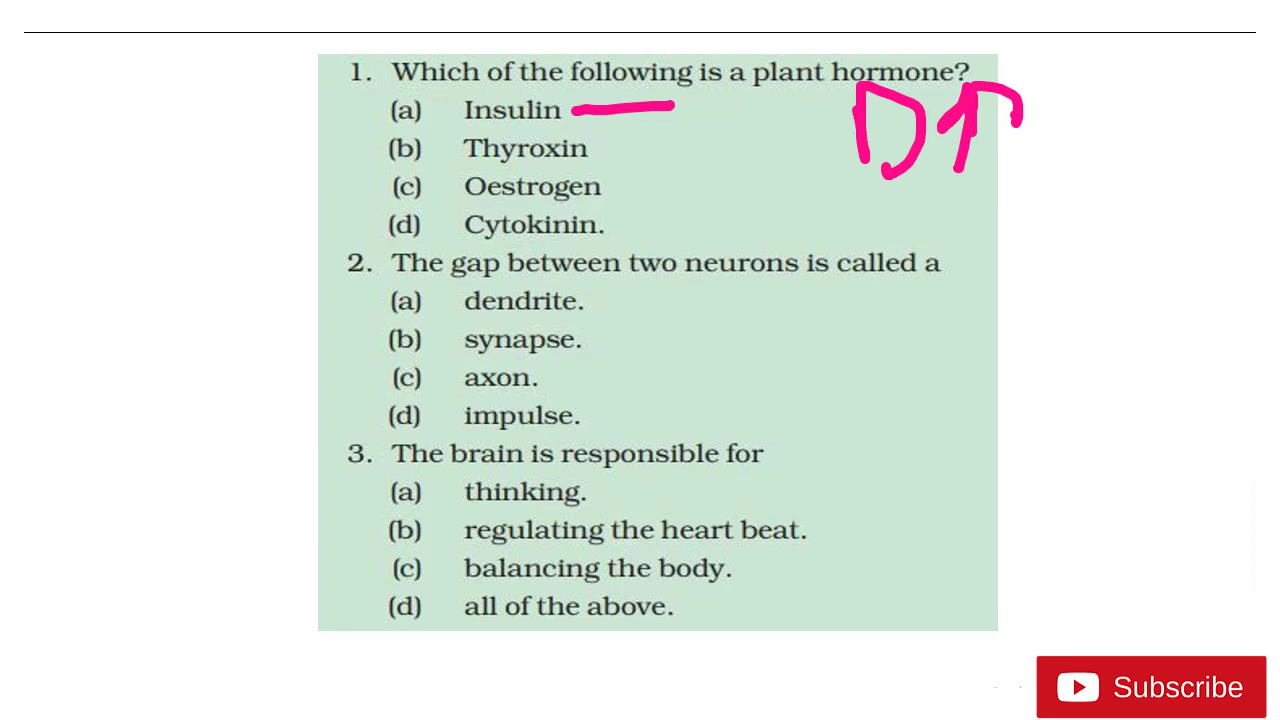 1. Which of the following is a plant hormone?
(a) Insulin
(b) Thyroxin
(c) Oestrogen
(d) Cytokinin.
2. The gap between two neurons is called a
(a) dendrite.
(b) synapse.
(c) axon.
(d) impulse.
3. The brain is responsible for
(a) thinking.
(b) regulating the heart beat.
(c) balancing the body.
(d) all of the above.
Subscribe